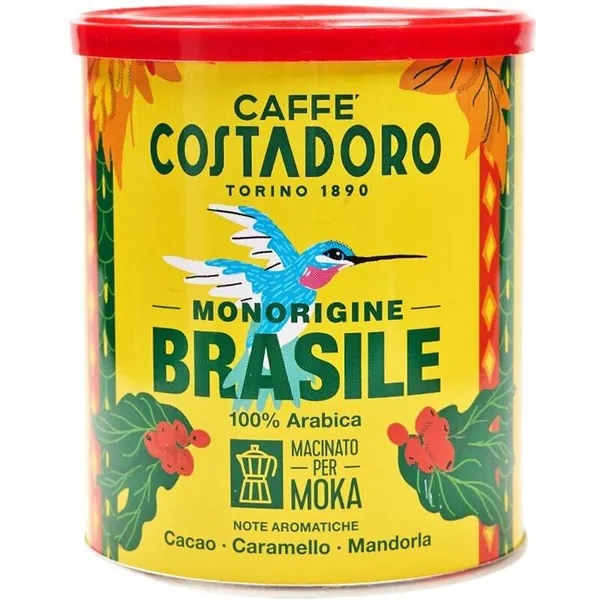 CAFFE'
COSTADORO
TORINO 1890
MONORIGINE
BRASILE
100% Arabica
MACINATO
PER
MOKA
NOTE AROMATICHE
Cacao · Caramello · Mandorla